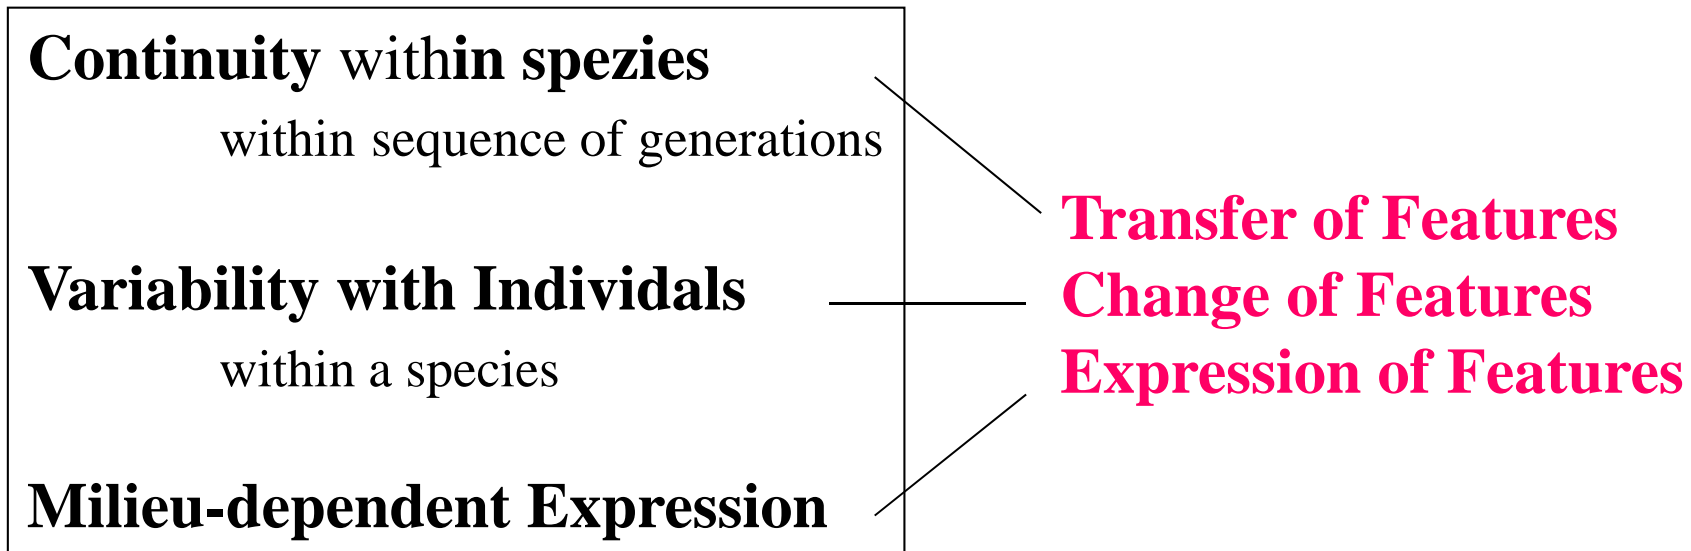 Continuity within spezies
within sequence of generations
Variability with Individals
within a species
Milieu-dependent Expression
Transfer of Features
Change of Features
Expression of Features